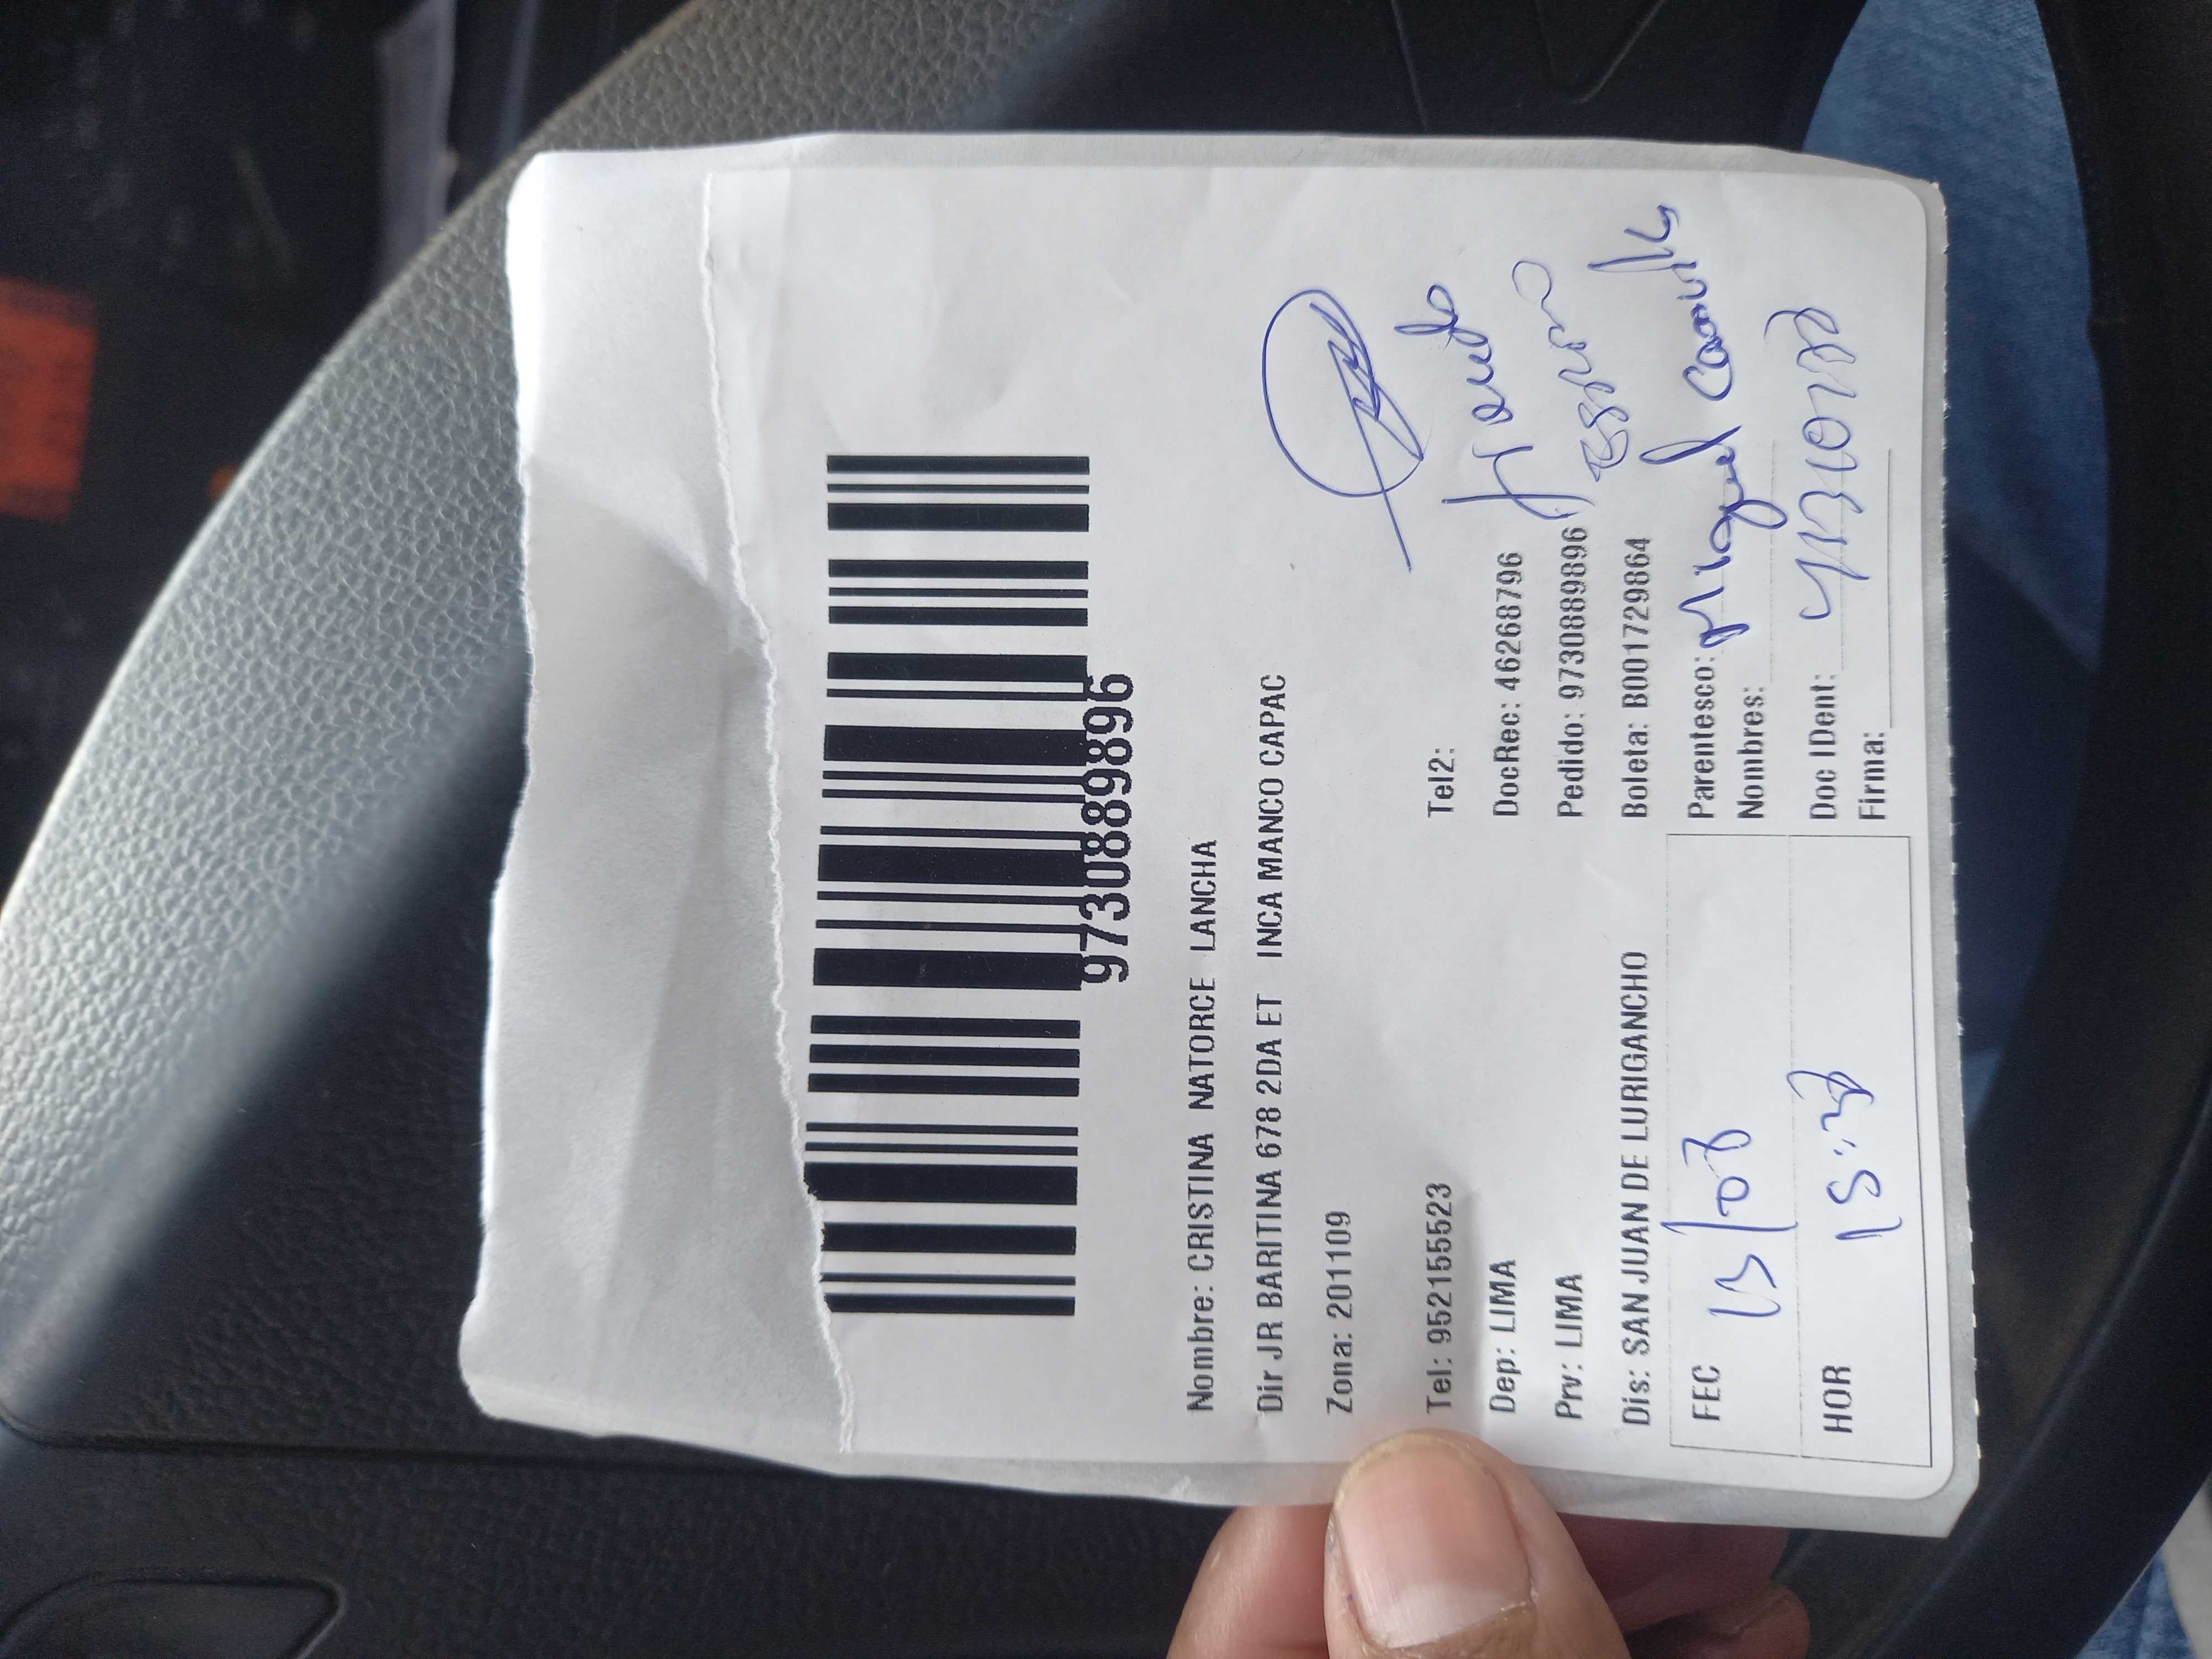 9730889896
Nombre: CRISTINA NATORCE LANCHA
Dir JR BARITINA 678 2DA ET INCA MANCO CAPAC
Zona: 201109
Tel: 952155523 Tel2:
Dep: LIMA DocRec: 46268796
Prv: LIMA Pedido: 9730889896
Dis: SAN JUAN DE LURIGANCHO Boleta: B001729864
FEC Parentesco: Miguel
Nombres:
HOR Doc IDent:
Firma: